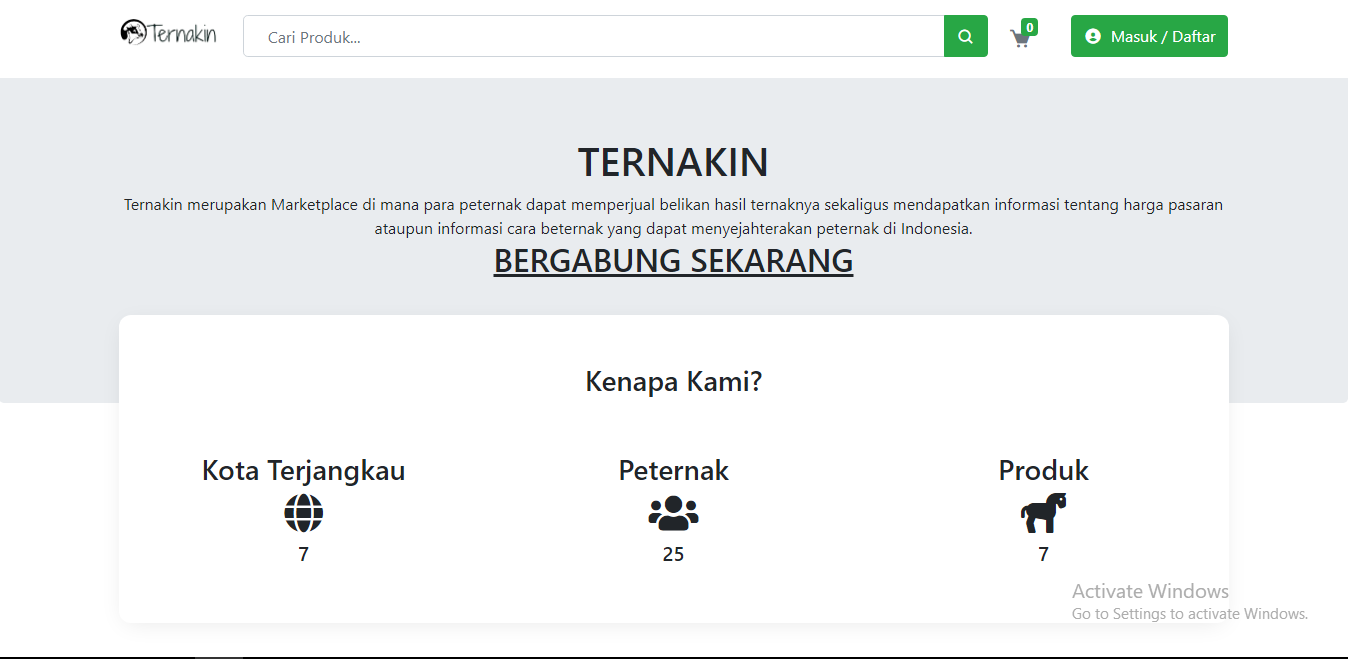 Ternakin
Cari Produk...
0
Masuk / Daftar
TERNAKIN
Ternakin merupakan Marketplace di mana para peternak dapat memperjual belikan hasil ternaknya sekaligus mendapatkan informasi tentang harga pasaran
ataupun informasi cara beternak yang dapat menyejahterakan peternak di Indonesia.
BERGABUNG SEKARANG
Kenapa Kami?
Kota Terjangkau
7
Peternak
25
Produk
7
Activate Windows
Go to Settings to activate Windows.